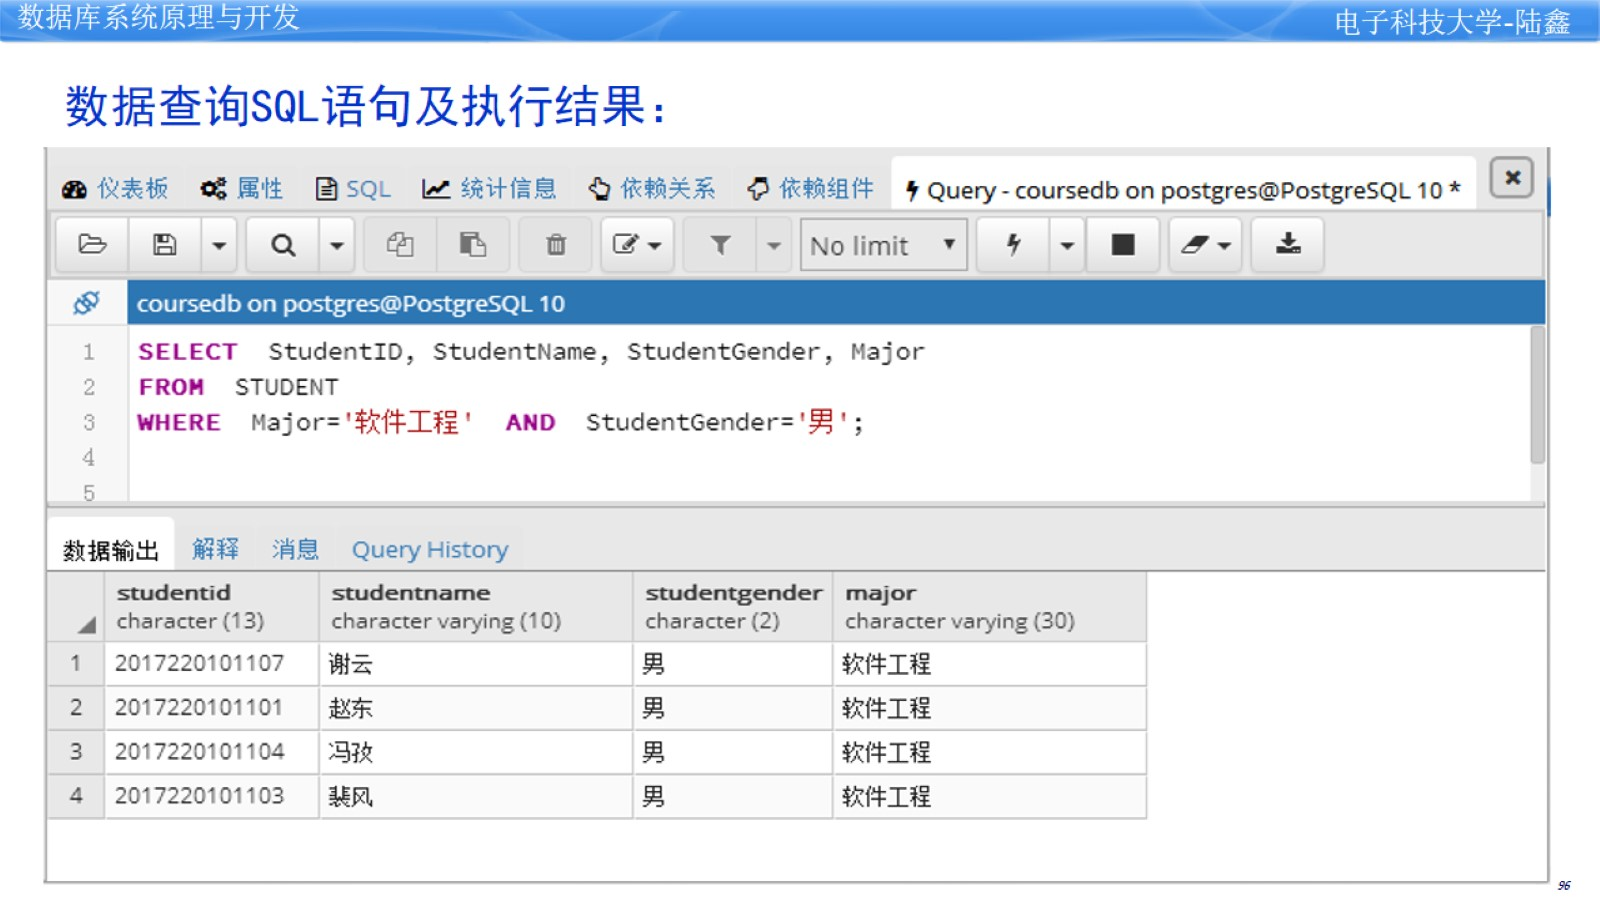 数据库系统原理与开发
电子科技大学-陆鑫
数据查询SQL语句及执行结果：
仪表板 属性 SQL 统计信息 依赖关系 依赖组件 Query - coursedb on postgres@PostgreSQL 10 *
No limit
coursedb on postgres@PostgreSQL 10
1 SELECT StudentID, StudentName, StudentGender, Major
2 FROM STUDENT
3 WHERE Major='软件工程' AND StudentGender='男';
4
5
数据输出 解释 消息 Query History
studentid studentname studentgender major
character (13) character varying (10) character (2) character varying (30)
1 2017220101107 谢云 男 软件工程
2 2017220101101 赵东 男 软件工程
3 2017220101104 冯孜 男 软件工程
4 2017220101103 裴风 男 软件工程
96